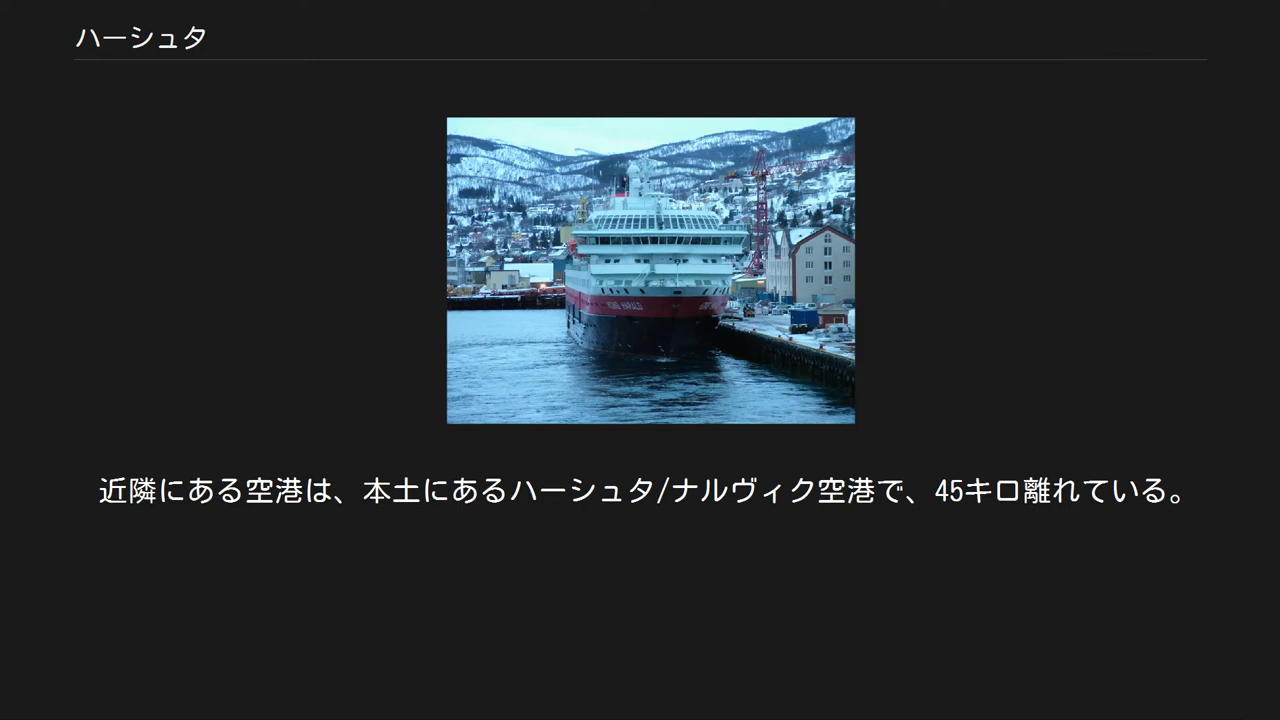 ハーシュタ
KONG HARALD
近隣にある空港は、本土にあるハーシュタ/ナルヴィク空港で、45キロ離れている。